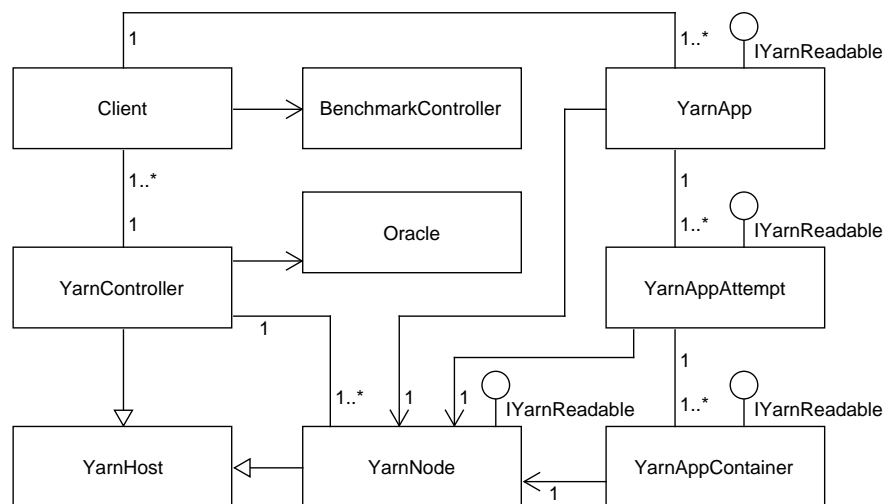 1
1..*
IYarnReadable
Client
BenchmarkController
YarnApp
1..*
1
1
1..*
IYarnReadable
Oracle
YarnController
YarnAppAttempt
1
1
1..*
1
1
1..*
IYarnReadable
IYarnReadable
YarnHost
YarnNode
YarnAppContainer
1